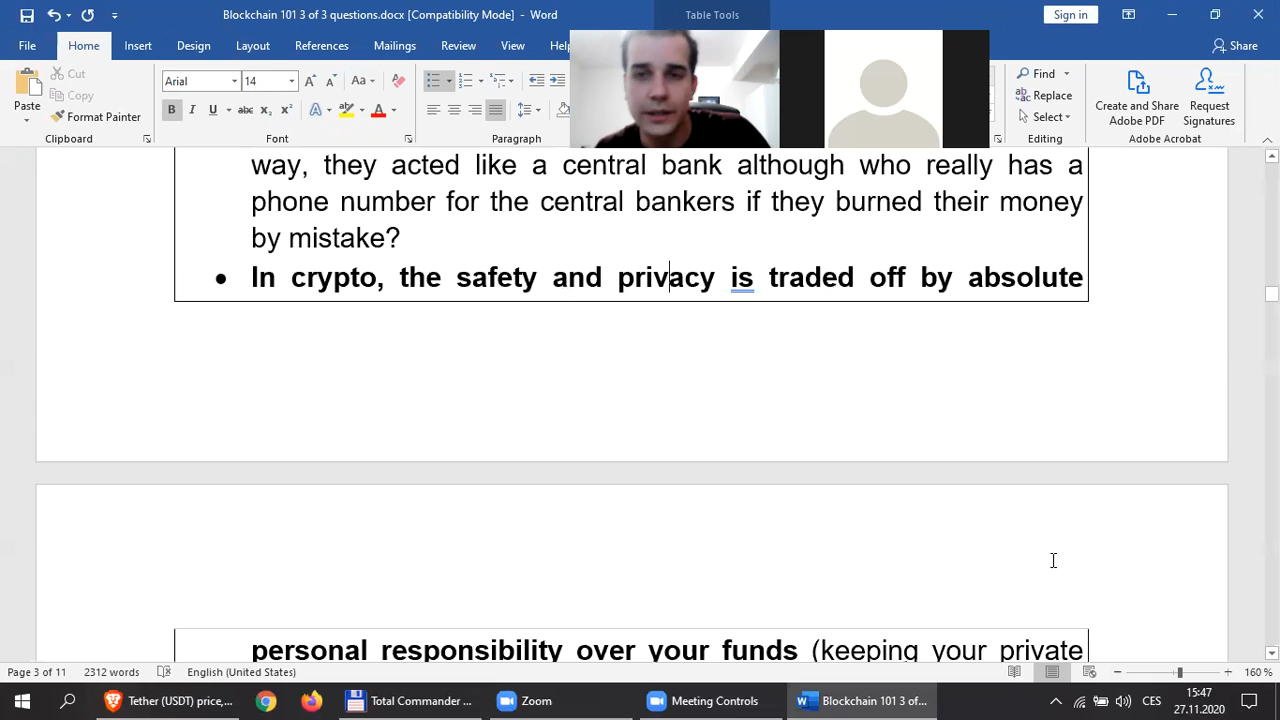 Blockchain 101 3 of 3 questions.docx [Compatibility Mode] - Word
Table Tools
Sign in
File Home Insert Design Layout References Mailings Review View Hel
Share
Paste
Cut
Copy
Format Painter
Clipboard
Arial 14
Font
Paragraph
Find
Replace
Select
Editing
Create and Share Adobe PDF
Request Signatures
Adobe Acrobat
way, they acted like a central bank although who really has a
phone number for the central bankers if they burned their money
by mistake?
• In crypto, the safety and privacy is traded off by absolute
personal responsibility over your funds (keeping your private
Page 3 of 11 2312 words English (United States) 160 %
Tether (USDT) price,... Total Commander ... Zoom Meeting Controls Blockchain 101 3 of... CES 15:47
27.11.2020